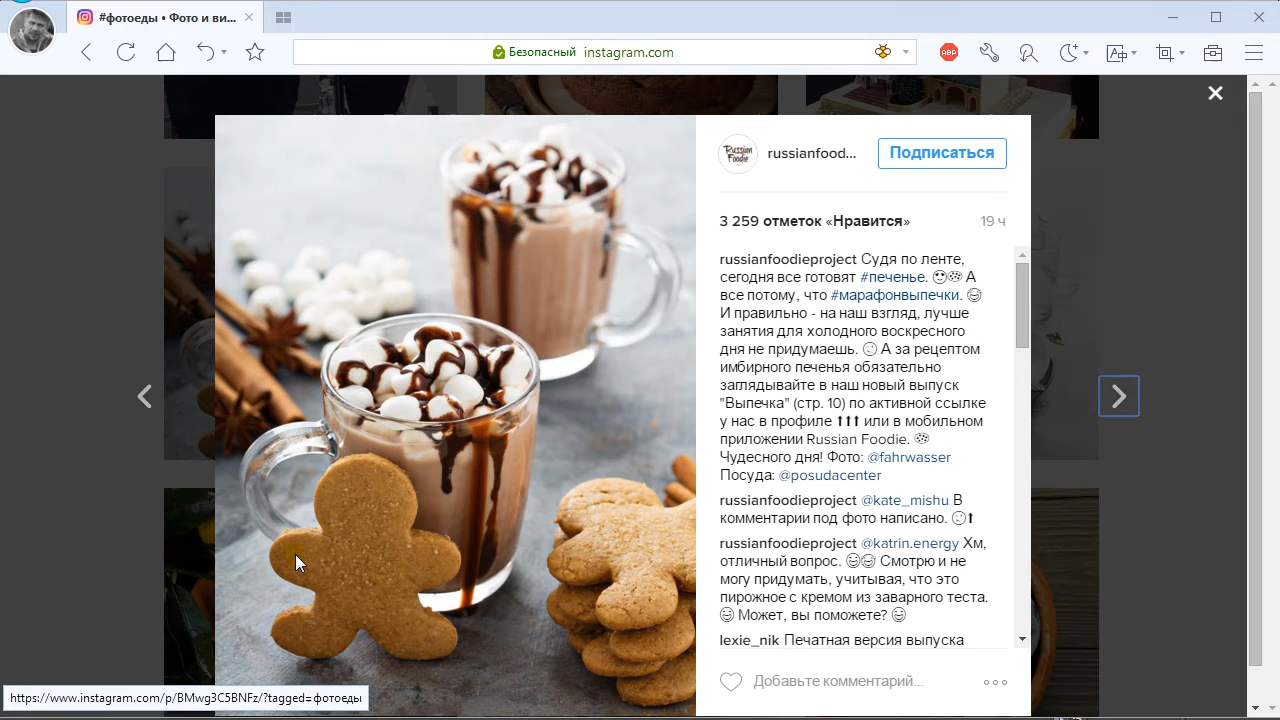 #фотоеды • Фото и ви...
Безопасный instagram.com
ABP
Russian Foodie
russianfood...
Подписаться
3 259 отметок «Нравится»
19 ч
russianfoodieproject Судя по ленте,
сегодня все готовят #печенье. 😍🍪 А
все потому, что #марафонвыпечки. 😄
И правильно - на наш взгляд, лучше
занятия для холодного воскресного
дня не придумаешь. 😉 А за рецептом
имбирного печенья обязательно
заглядывайте в наш новый выпуск
"Выпечка" (стр. 10) по активной ссылке
у нас в профиле ⬆⬆⬆ или в мобильном
приложении Russian Foodie. 🍪
Чудесного дня! Фото: @fahrwasser
Посуда: @posudacenter
russianfoodieproject @kate_mishu В
комментарии под фото написано. 😉⬆
russianfoodieproject @katrin.energy Хм,
отличный вопрос. 😄😄 Смотрю и не
могу придумать, учитывая, что это
пирожное с кремом из заварного теста.
😄 Может, вы поможете? 😄
lexie_nik Печатная версия выпуска
Добавьте комментарий...
https://www.instagram.com/p/BMwg3C5BNFz/?tagged=фотоеды